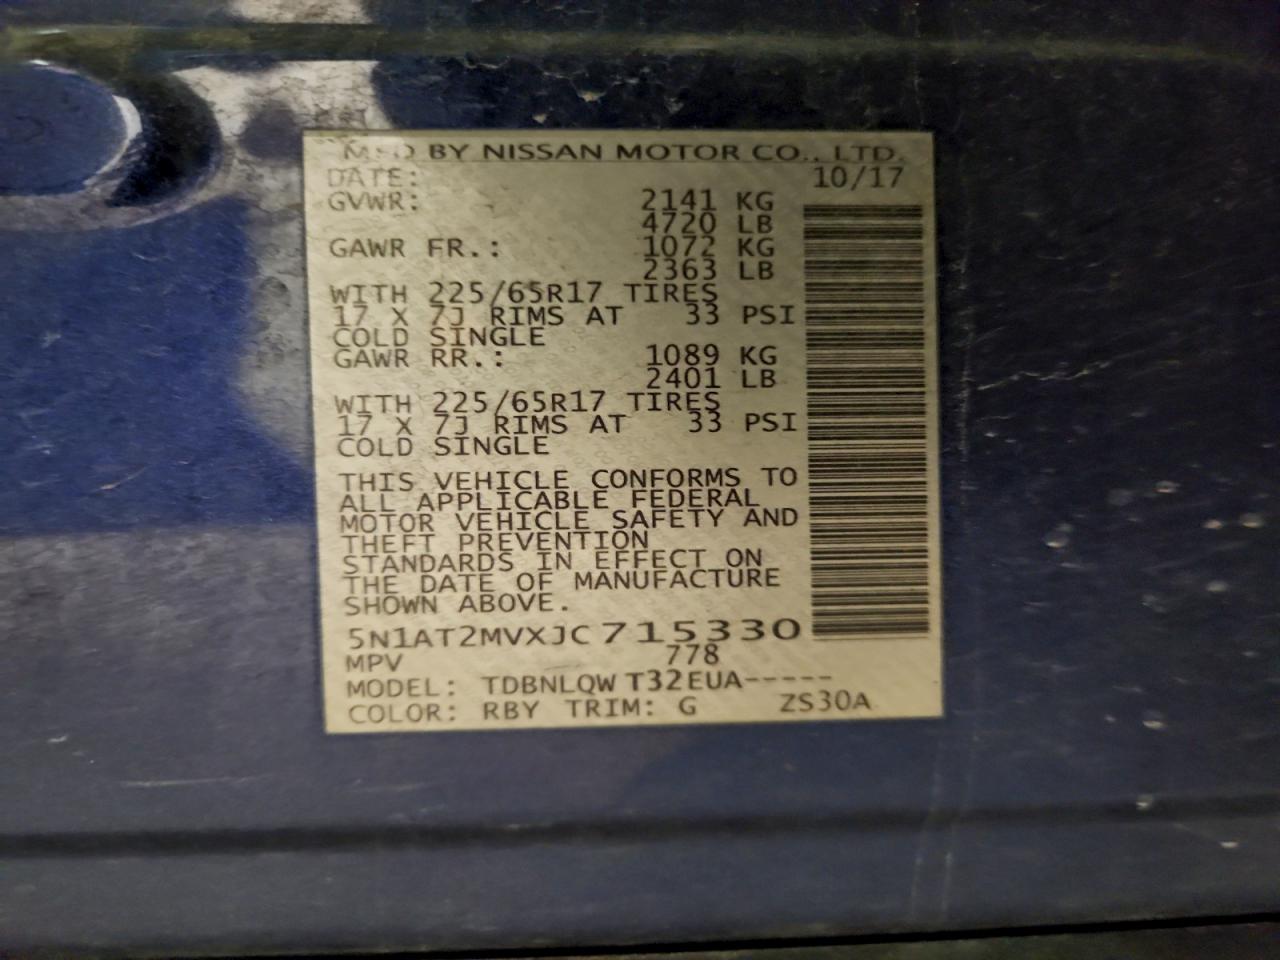 MFD BY NISSAN MOTOR CO., LTD.
DATE: 10/17
GVWR: 2141 KG
4720 LB
GAWR FR.: 1072 KG
2363 LB
WITH 225/65R17 TIRES
17 X 7J RIMS AT 33 PSI
COLD SINGLE
GAWR RR.: 1089 KG
2401 LB
WITH 225/65R17 TIRES
17 X 7J RIMS AT 33 PSI
COLD SINGLE
THIS VEHICLE CONFORMS TO
ALL APPLICABLE FEDERAL
MOTOR VEHICLE SAFETY AND
THEFT PREVENTION
STANDARDS IN EFFECT ON
THE DATE OF MANUFACTURE
SHOWN ABOVE.
5N1AT2MVXJC715330
MPV 778
MODEL: TDBNLQWT32EUA-----
COLOR: RBY TRIM: G ZS30A